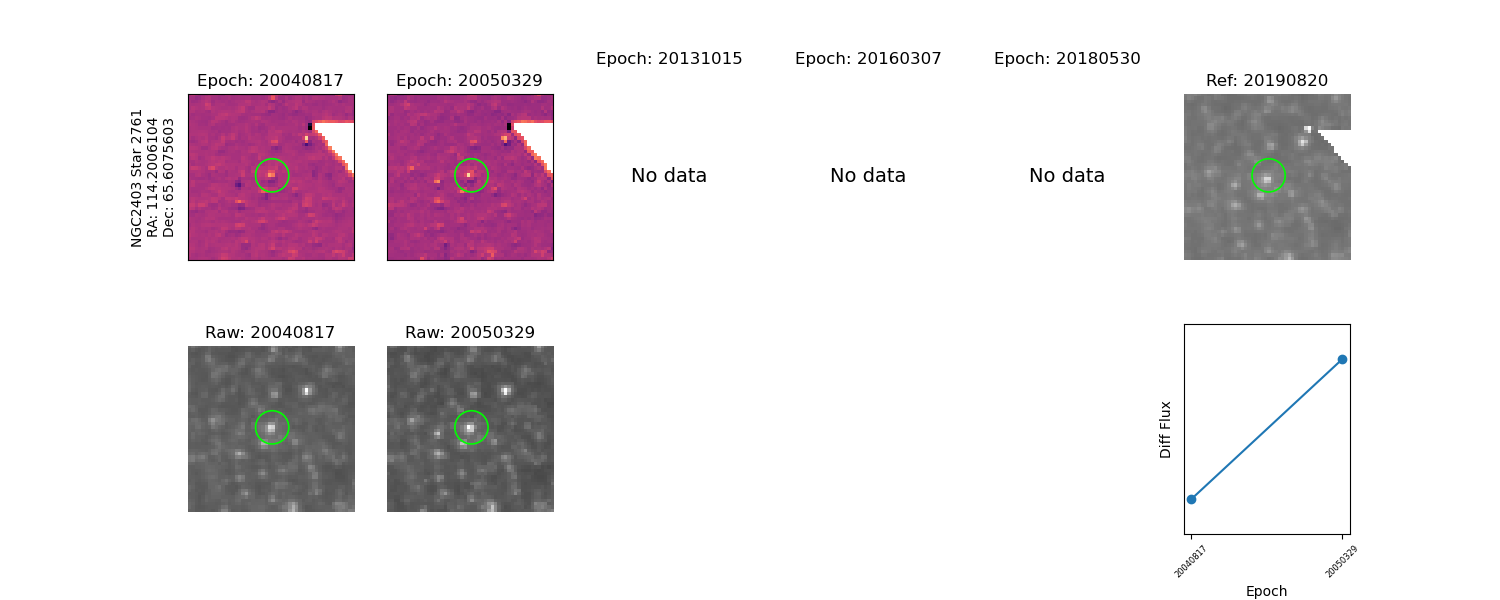 Epoch: 20131015
Epoch: 20160307
Epoch: 20180530
Epoch: 20040817
Epoch: 20050329
Ref: 20190820
NGC2403 Star 2761
RA: 114.2006104
Dec: 65.6075603
No data
No data
No data
Raw: 20040817
Raw: 20050329
Diff Flux
20040817
20050329
Epoch